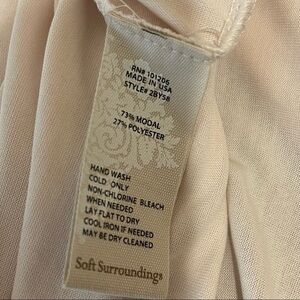 RN# 101206
MADE IN USA
STYLE# 2BY58
73% MODAL
27% POLYESTER
HAND WASH
COLD ONLY
NON-CHLORINE BLEACH
WHEN NEEDED
LAY FLAT TO DRY
COOL IRON IF NEEDED
MAY BE DRY CLEANED
Soft Surroundings